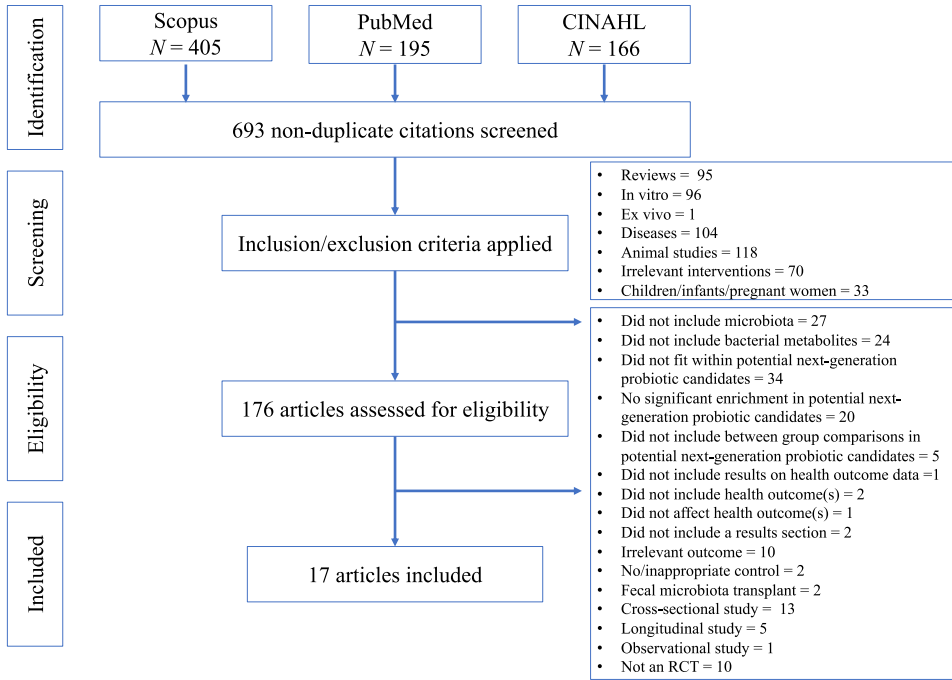 Scopus
N = 405
PubMed
N = 195
CINAHL
N = 166
Identification
693 non-duplicate citations screened
Screening
Inclusion/exclusion criteria applied
• Reviews = 95
• In vitro = 96
• Ex vivo = 1
• Diseases = 104
• Animal studies = 118
• Irrelevant interventions = 70
• Children/infants/pregnant women = 33
Eligibility
176 articles assessed for eligibility
• Did not include microbiota = 27
• Did not include bacterial metabolites = 24
• Did not fit within potential next-generation
probiotic candidates = 34
• No significant enrichment in potential next-
generation probiotic candidates = 20
• Did not include between group comparisons in
potential next-generation probiotic candidates = 5
• Did not include results on health outcome data =1
• Did not include health outcome(s) = 2
• Did not affect health outcome(s) = 1
• Did not include a results section = 2
• Irrelevant outcome = 10
• No/inappropriate control = 2
• Fecal microbiota transplant = 2
• Cross-sectional study = 13
• Longitudinal study = 5
• Observational study = 1
• Not an RCT = 10
Included
17 articles included